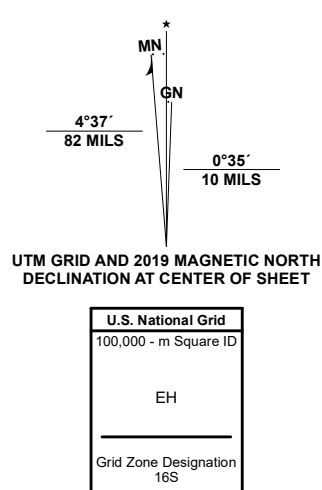 MN
GN
4°37´
82 MILS
0°35´
10 MILS
UTM GRID AND 2019 MAGNETIC NORTH
DECLINATION AT CENTER OF SHEET
U.S. National Grid
100,000 - m Square ID
EH
Grid Zone Designation
16S